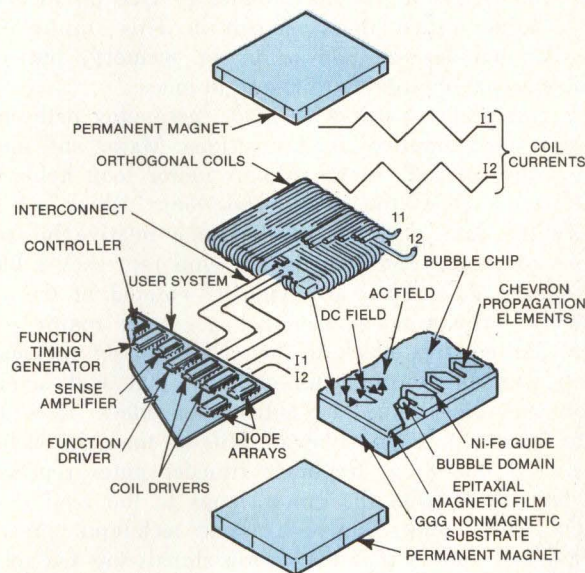 PERMANENT MAGNET
I1
I2
COIL
CURRENTS
ORTHOGONAL COILS
INTERCONNECT
CONTROLLER
USER SYSTEM
11
12
BUBBLE CHIP
AC FIELD
DC FIELD
CHEVRON
PROPAGATION
ELEMENTS
FUNCTION
TIMING
GENERATOR
SENSE
AMPLIFIER
FUNCTION
DRIVER
COIL DRIVERS
DIODE
ARRAYS
I1
I2
Ni-Fe GUIDE
BUBBLE DOMAIN
EPITAXIAL
MAGNETIC FILM
GGG NONMAGNETIC
SUBSTRATE
PERMANENT MAGNET